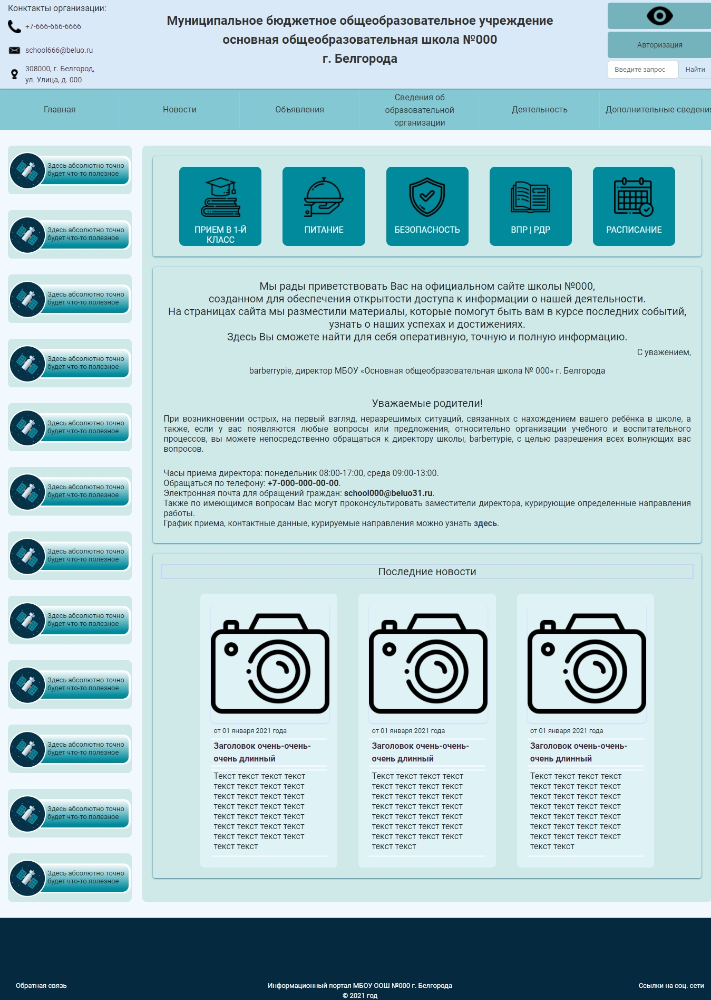 Конктакты организации:
+7-666-666-6666
school666@beluo.ru
308000, г. Белгород,
ул. Улица, д. 000
Муниципальное бюджетное общеобразовательное учреждение
основная общеобразовательная школа №000
г. Белгорода
Авторизация
Введите запрос
Найти
Главная
Новости
Объявления
Сведения об
образовательной
организации
Деятельность
Дополнительные сведения
Здесь абсолютно точно
будет что-то полезное
Здесь абсолютно точно
будет что-то полезное
Здесь абсолютно точно
будет что-то полезное
Здесь абсолютно точно
будет что-то полезное
Здесь абсолютно точно
будет что-то полезное
Здесь абсолютно точно
будет что-то полезное
Здесь абсолютно точно
будет что-то полезное
Здесь абсолютно точно
будет что-то полезное
Здесь абсолютно точно
будет что-то полезное
Здесь абсолютно точно
будет что-то полезное
Здесь абсолютно точно
будет что-то полезное
Здесь абсолютно точно
будет что-то полезное
ПРИЕМ В 1-Й
КЛАСС
ПИТАНИЕ
БЕЗОПАСНОСТЬ
ВПР | РДР
РАСПИСАНИЕ
Мы рады приветствовать Вас на официальном сайте школы №000,
созданном для обеспечения открытости доступа к информации о нашей деятельности.
На страницах сайта мы разместили материалы, которые помогут быть вам в курсе последних событий,
узнать о наших успехах и достижениях.
Здесь Вы сможете найти для себя оперативную, точную и полную информацию.
С уважением,
barberrypie, директор МБОУ «Основная общеобразовательная школа № 000» г. Белгорода
Уважаемые родители!
При возникновении острых, на первый взгляд, неразрешимых ситуаций, связанных с нахождением вашего ребёнка в школе, а
также, если у вас появляются любые вопросы или предложения, относительно организации учебного и воспитательного
процессов, вы можете непосредственно обращаться к директору школы, barberrypie, с целью разрешения всех волнующих вас
вопросов.
Часы приема директора: понедельник 08:00-17:00, среда 09:00-13:00.
Обращаться по телефону: +7-000-000-00-00.
Электронная почта для обращений граждан: school000@beluo31.ru.
Также по имеющимся вопросам Вас могут проконсультировать заместители директора, курирующие определенные направления
работы.
График приема, контактные данные, курируемые направления можно узнать здесь.
Последние новости
от 01 января 2021 года
Заголовок очень-очень-
очень длинный
Текст текст текст текст
текст текст текст текст
текст текст текст текст
текст текст текст текст
текст текст текст текст
текст текст текст текст
текст текст текст текст
текст текст
от 01 января 2021 года
Заголовок очень-очень-
очень длинный
Текст текст текст текст
текст текст текст текст
текст текст текст текст
текст текст текст текст
текст текст текст текст
текст текст текст текст
текст текст текст текст
текст текст
от 01 января 2021 года
Заголовок очень-очень-
очень длинный
Текст текст текст текст
текст текст текст текст
текст текст текст текст
текст текст текст текст
текст текст текст текст
текст текст текст текст
текст текст текст текст
текст текст
Обратная связь
Информационный портал МБОУ ООШ №000 г. Белгорода
© 2021 год
Ссылки на соц. сети